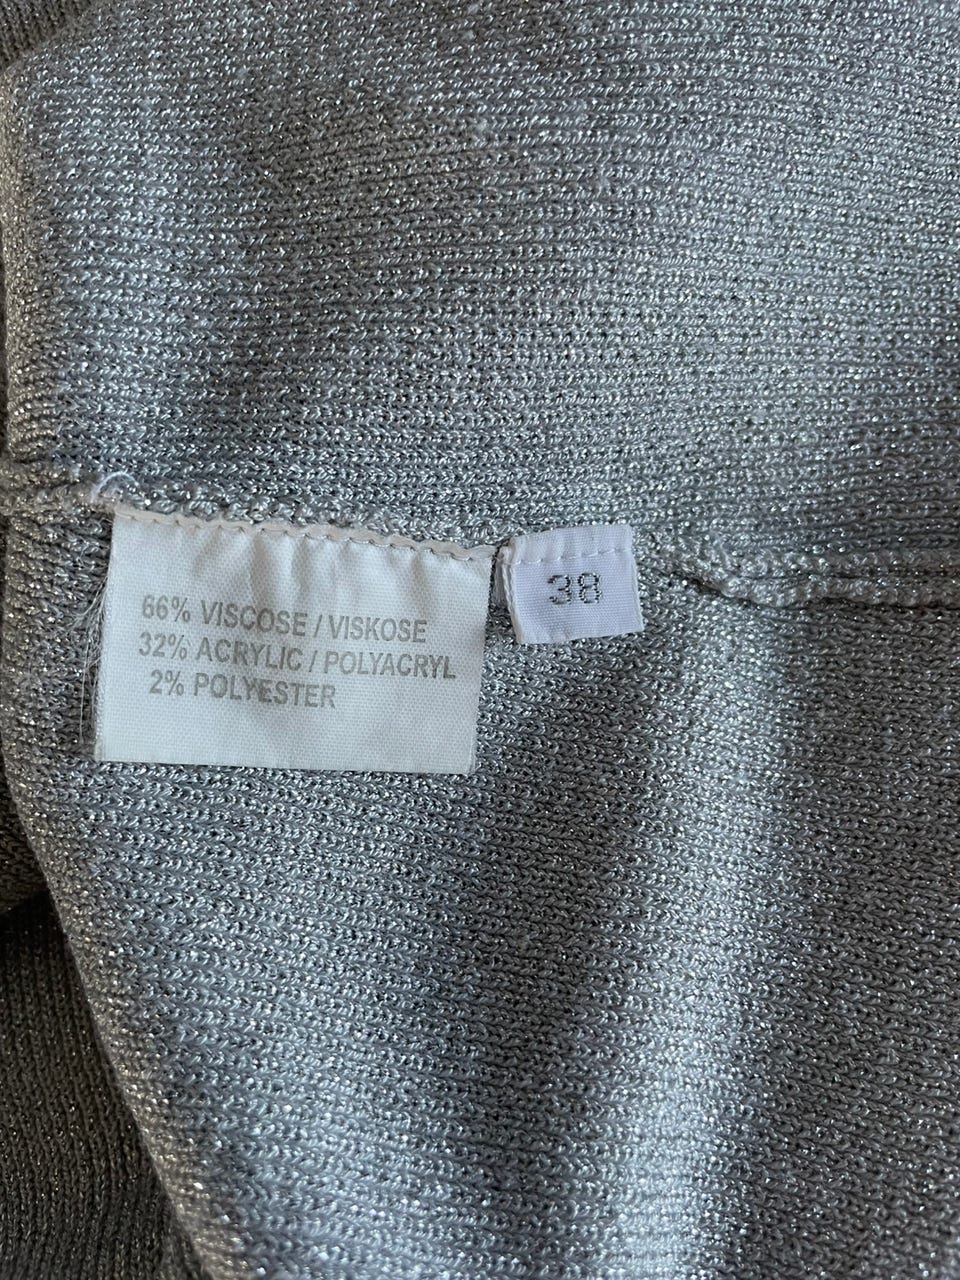 66% VISCOSE / VISKOSE
32% ACRYLIC / POLYACRYL
2% POLYESTER
38